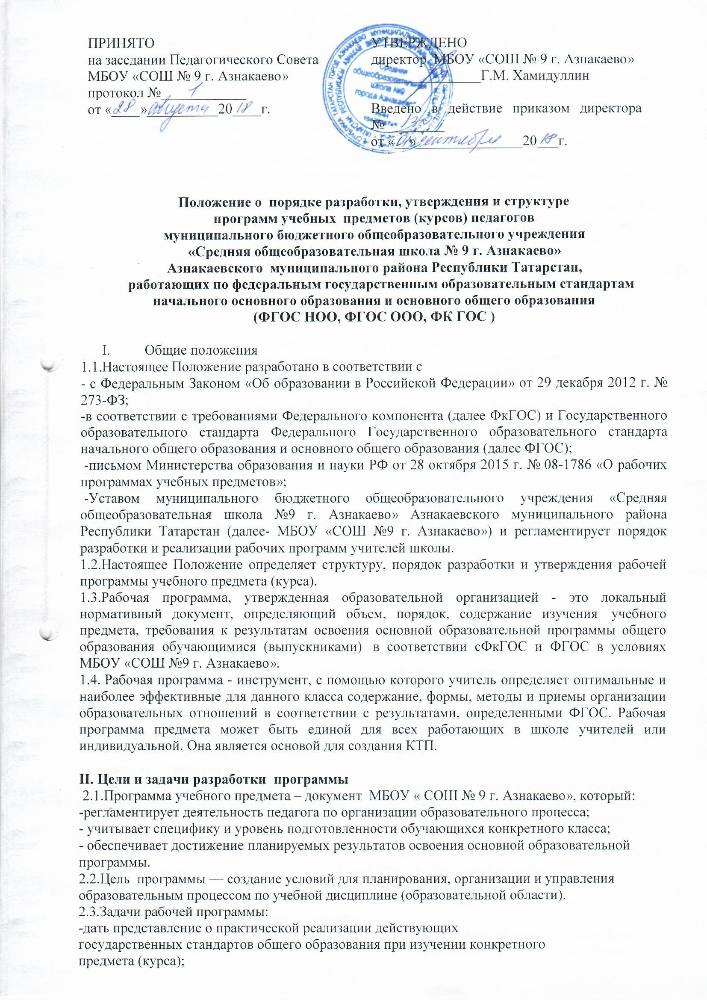 ПРИНЯТО
на заседании Педагогического Совета
МБОУ «СОШ № 9 г. Азнакаево»
протокол № 1
от «28» августа 2018 г.
УТВЕРЖДЕНО
директор МБОУ «СОШ № 9 г. Азнакаево»
_______________Г.М. Хамидуллин
Введено в действие приказом директора
№
от «01» сентября 2018 г.
Средняя
общеобразовательная
школа №9
города Азнакаево
Положение о порядке разработки, утверждения и структуре
программ учебных предметов (курсов) педагогов
муниципального бюджетного общеобразовательного учреждения
«Средняя общеобразовательная школа № 9 г. Азнакаево»
Азнакаевского муниципального района Республики Татарстан,
работающих по федеральным государственным образовательным стандартам
начального основного образования и основного общего образования
(ФГОС НОО, ФГОС ООО, ФК ГОС )
I. Общие положения
1.1.Настоящее Положение разработано в соответствии с
- с Федеральным Законом «Об образовании в Российской Федерации» от 29 декабря 2012 г. №
273-ФЗ;
-в соответствии с требованиями Федерального компонента (далее ФкГОС) и Государственного
образовательного стандарта Федерального Государственного образовательного стандарта
начального общего образования и основного общего образования (далее ФГОС);
-письмом Министерства образования и науки РФ от 28 октября 2015 г. № 08-1786 «О рабочих
программах учебных предметов»;
-Уставом муниципального бюджетного общеобразовательного учреждения «Средняя
общеобразовательная школа №9 г. Азнакаево» Азнакаевского муниципального района
Республики Татарстан (далее- МБОУ «СОШ №9 г. Азнакаево») и регламентирует порядок
разработки и реализации рабочих программ учителей школы.
1.2.Настоящее Положение определяет структуру, порядок разработки и утверждения рабочей
программы учебного предмета (курса).
1.3.Рабочая программа, утвержденная образовательной организацией - это локальный
нормативный документ, определяющий объем, порядок, содержание изучения учебного
предмета, требования к результатам освоения основной образовательной программы общего
образования обучающимися (выпускниками) в соответствии сФкГОС и ФГОС в условиях
МБОУ «СОШ №9 г. Азнакаево».
1.4. Рабочая программа - инструмент, с помощью которого учитель определяет оптимальные и
наиболее эффективные для данного класса содержание, формы, методы и приемы организации
образовательных отношений в соответствии с результатами, определенными ФГОС. Рабочая
программа предмета может быть единой для всех работающих в школе учителей или
индивидуальной. Она является основой для создания КТП.
II. Цели и задачи разработки программы
2.1.Программа учебного предмета – документ МБОУ « СОШ № 9 г. Азнакаево», который:
-регламентирует деятельность педагога по организации образовательного процесса;
- учитывает специфику и уровень подготовленности обучающихся конкретного класса;
- обеспечивает достижение планируемых результатов освоения основной образовательной
программы.
2.2.Цель программы — создание условий для планирования, организации и управления
образовательным процессом по учебной дисциплине (образовательной области).
2.3.Задачи рабочей программы:
-дать представление о практической реализации действующих
государственных стандартов общего образования при изучении конкретного
предмета (курса);